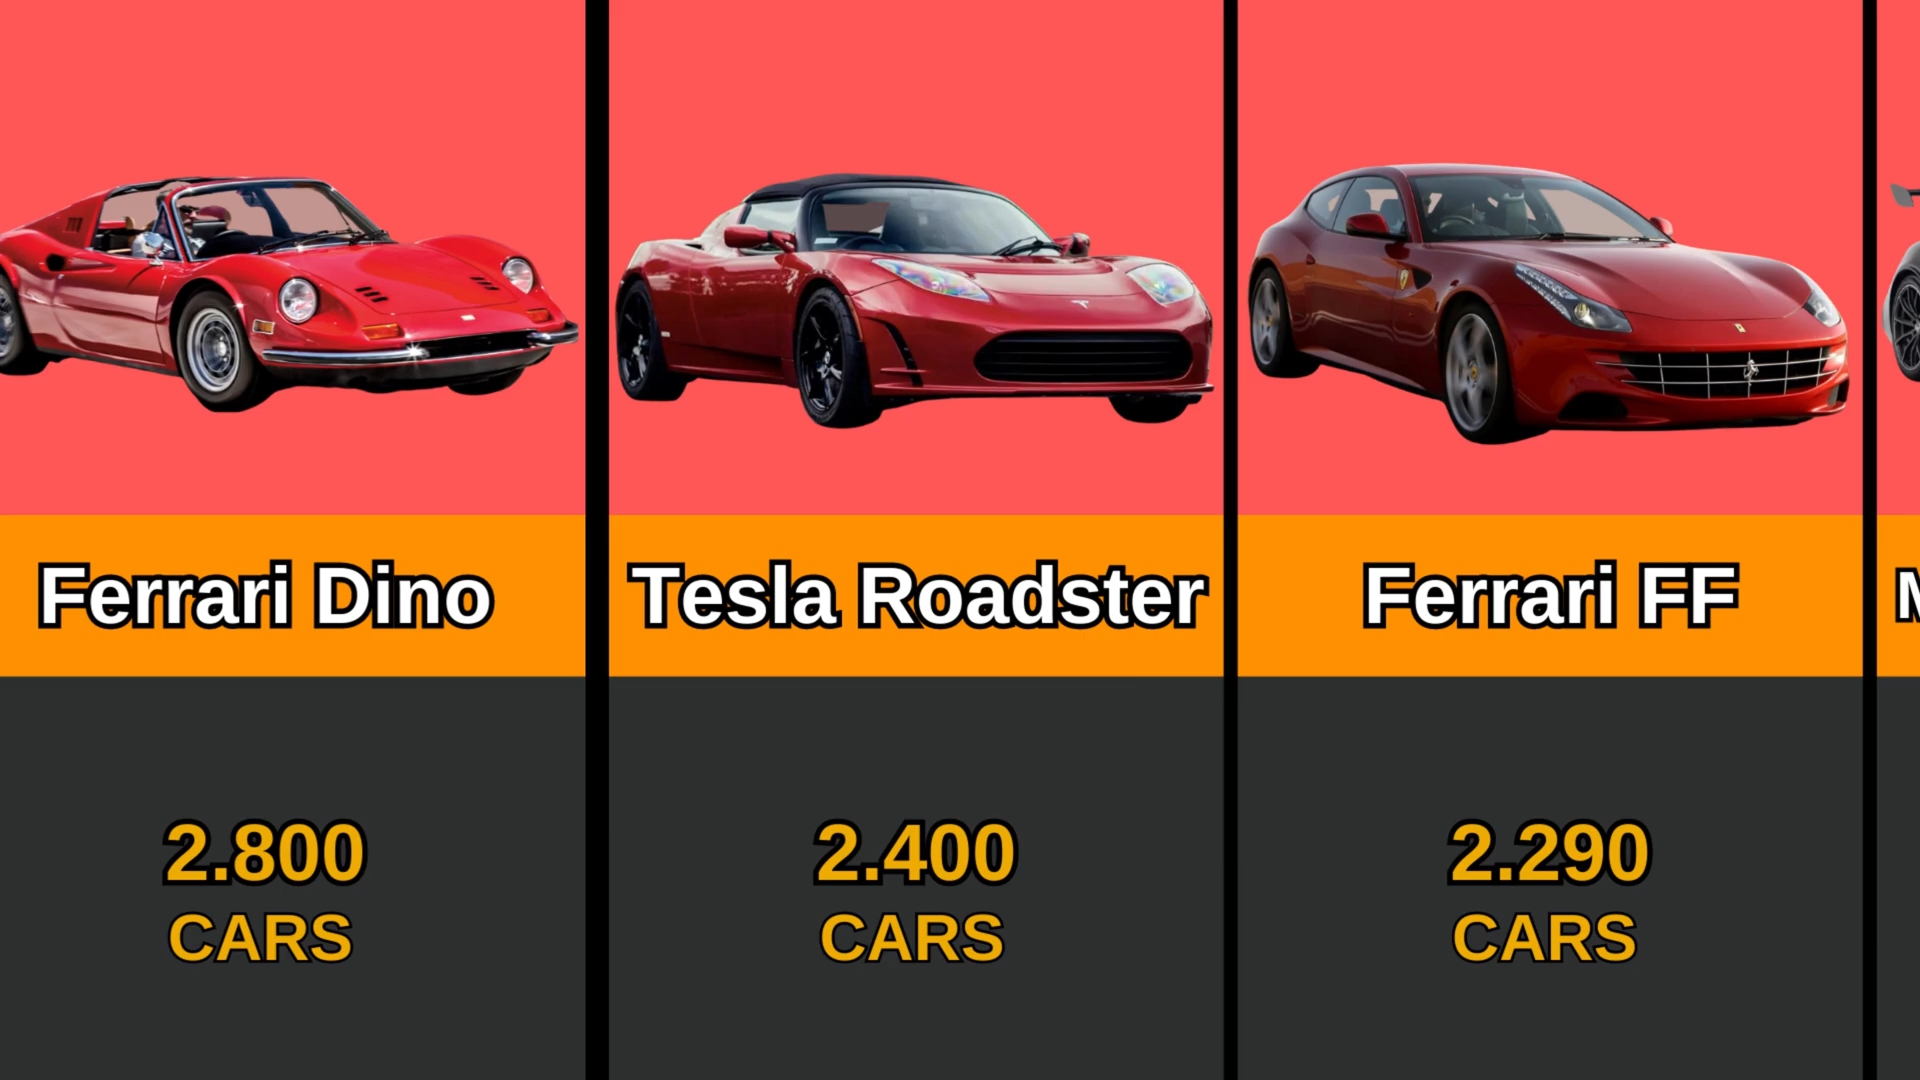 Ferrari Dino
2.800
CARS
Tesla Roadster
2.400
CARS
Ferrari FF
2.290
CARS